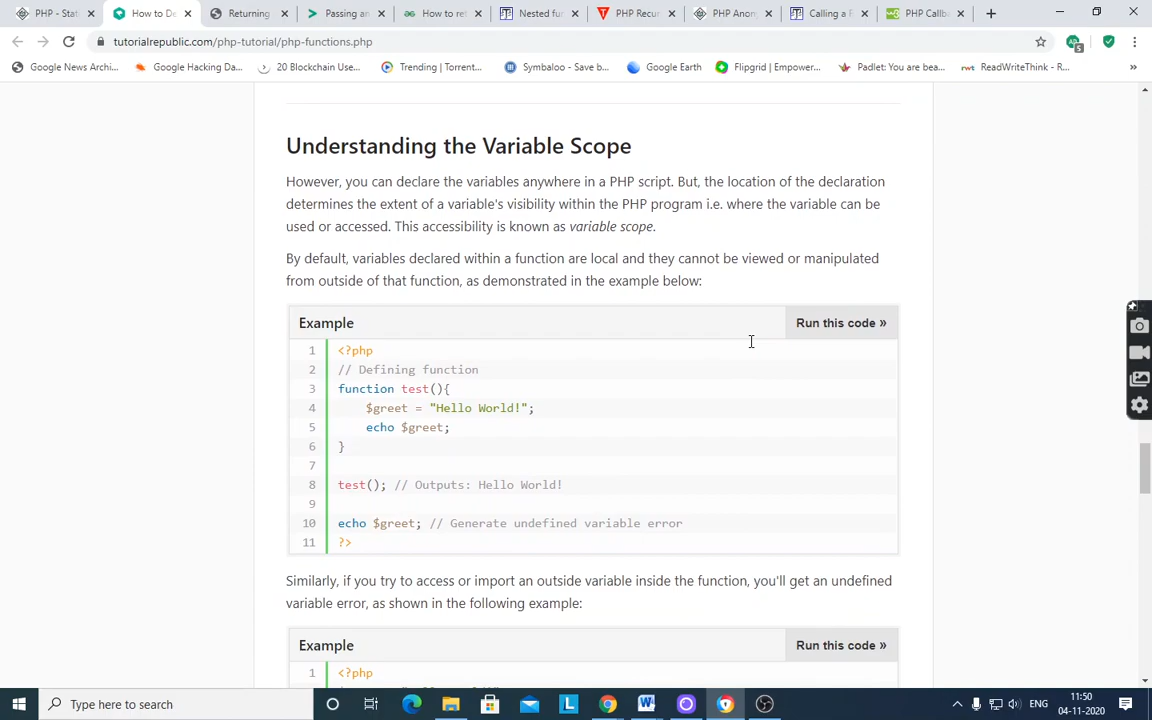 PHP - Stati
How to De
Returning
Passing an
How to ret
Nested fun
PHP Recur
PHP Anon
Calling a F
PHP Callb
tutorialrepublic.com/php-tutorial/php-functions.php
5
Google News Archi...
Google Hacking Da...
20 Blockchain Use...
Trending | Torrent...
Symbaloo - Save b...
Google Earth
Flipgrid | Empower...
Padlet: You are bea...
rwt ReadWriteThink - R...
Understanding the Variable Scope
However, you can declare the variables anywhere in a PHP script. But, the location of the declaration
determines the extent of a variable's visibility within the PHP program i.e. where the variable can be
used or accessed. This accessibility is known as variable scope.
By default, variables declared within a function are local and they cannot be viewed or manipulated
from outside of that function, as demonstrated in the example below:
Example
Run this code »
1 <?php
2 // Defining function
3 function test(){
4 $greet = "Hello World!";
5 echo $greet;
6 }
7
8 test(); // Outputs: Hello World!
9
10 echo $greet; // Generate undefined variable error
11 ?>
Similarly, if you try to access or import an outside variable inside the function, you'll get an undefined
variable error, as shown in the following example:
Example
Run this code »
1 <?php
Type here to search
ENG
11:50
04-11-2020